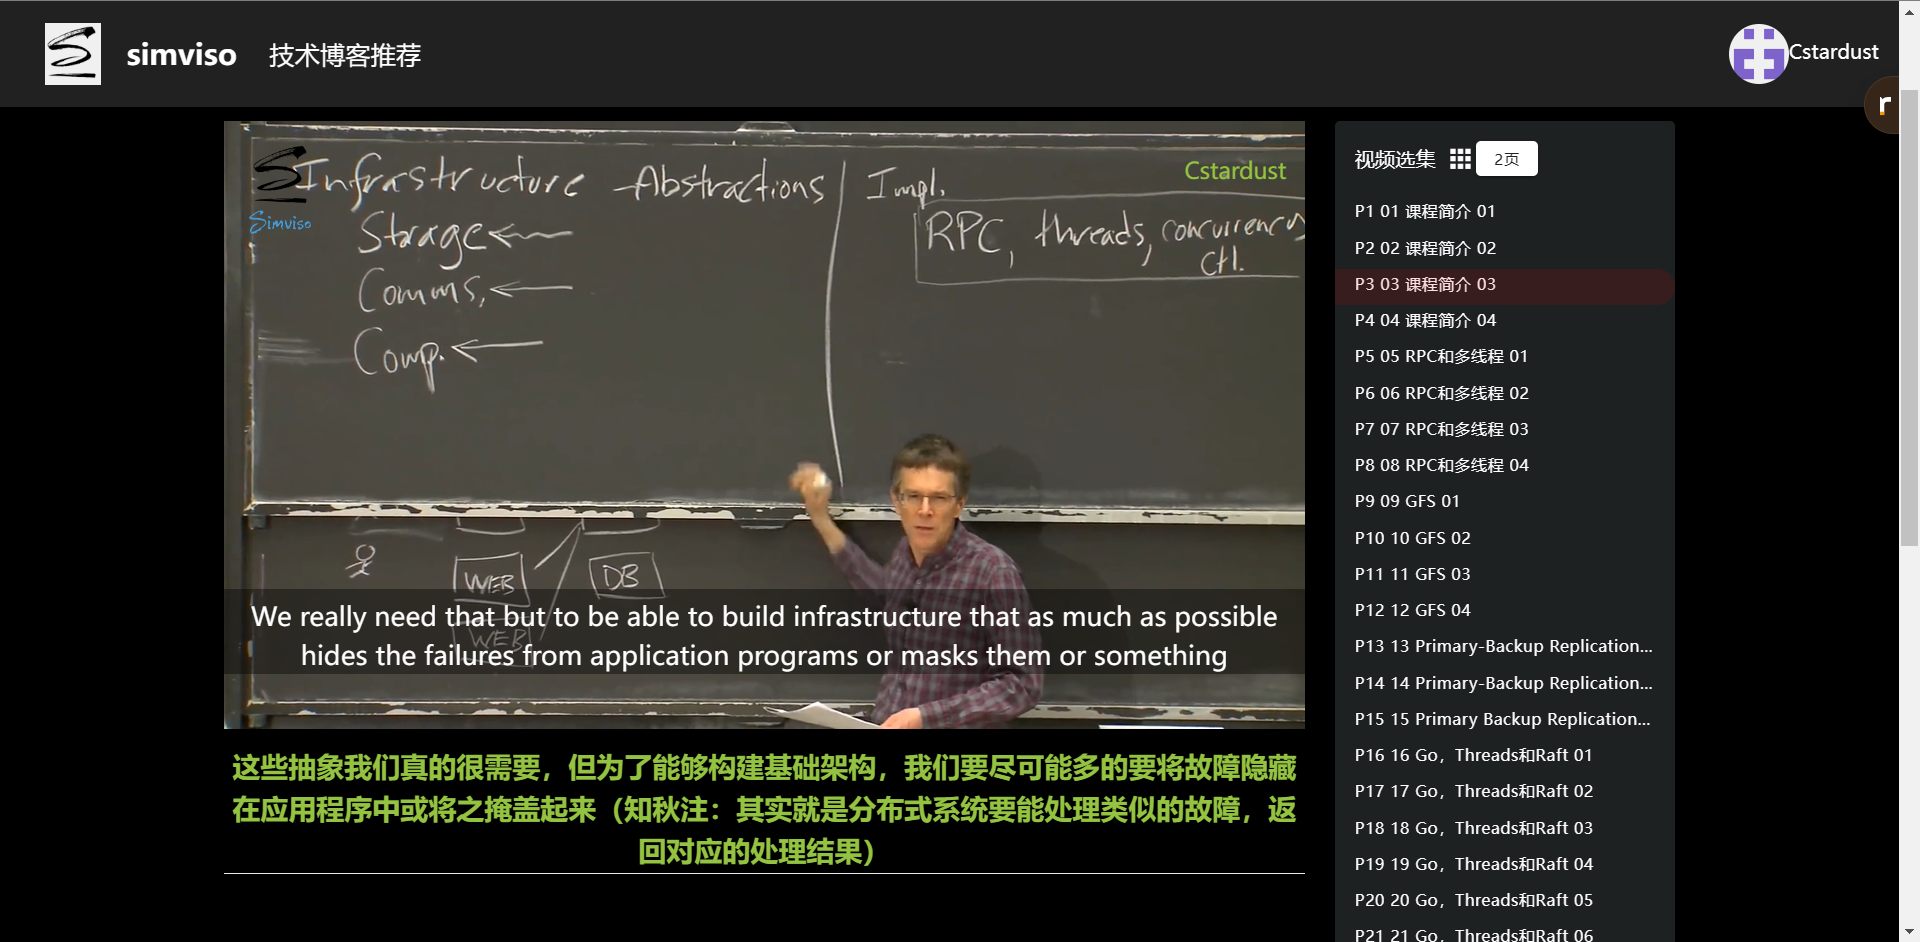 simviso 技术博客推荐
Cstardust
r
Cstardust
Infrastructure - Abstractions
Impl.
Simviso
Storage
RPC, threads, concurrency
ctl.
Comms,
Comp.
WEB
DB
WEB
We really need that but to be able to build infrastructure that as much as possible
hides the failures from application programs or masks them or something
这些抽象我们真的很需要，但为了能够构建基础架构，我们要尽可能多的要将故障隐藏
在应用程序中或将之掩盖起来（知秋注：其实就是分布式系统要能处理类似的故障，返
回对应的处理结果）
视频选集 2页
P1 01 课程简介 01
P2 02 课程简介 02
P3 03 课程简介 03
P4 04 课程简介 04
P5 05 RPC和多线程 01
P6 06 RPC和多线程 02
P7 07 RPC和多线程 03
P8 08 RPC和多线程 04
P9 09 GFS 01
P10 10 GFS 02
P11 11 GFS 03
P12 12 GFS 04
P13 13 Primary-Backup Replication...
P14 14 Primary-Backup Replication...
P15 15 Primary Backup Replication...
P16 16 Go，Threads和Raft 01
P17 17 Go，Threads和Raft 02
P18 18 Go，Threads和Raft 03
P19 19 Go，Threads和Raft 04
P20 20 Go，Threads和Raft 05
P21 21 Go，Threads和Raft 06